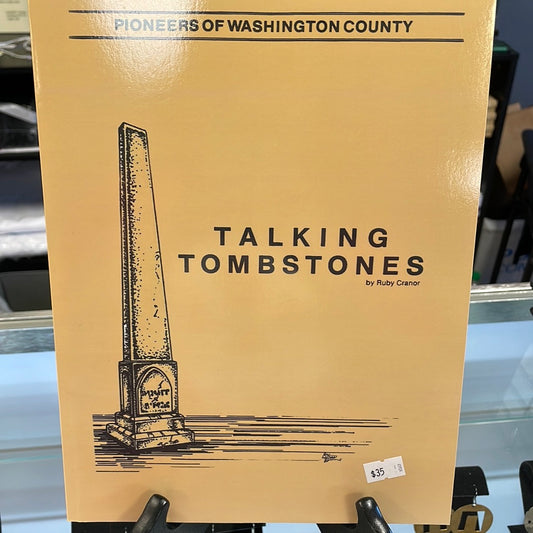 PIONEERS OF WASHINGTON COUNTY
TALKING
TOMBSTONES
by Ruby Cranor
$35